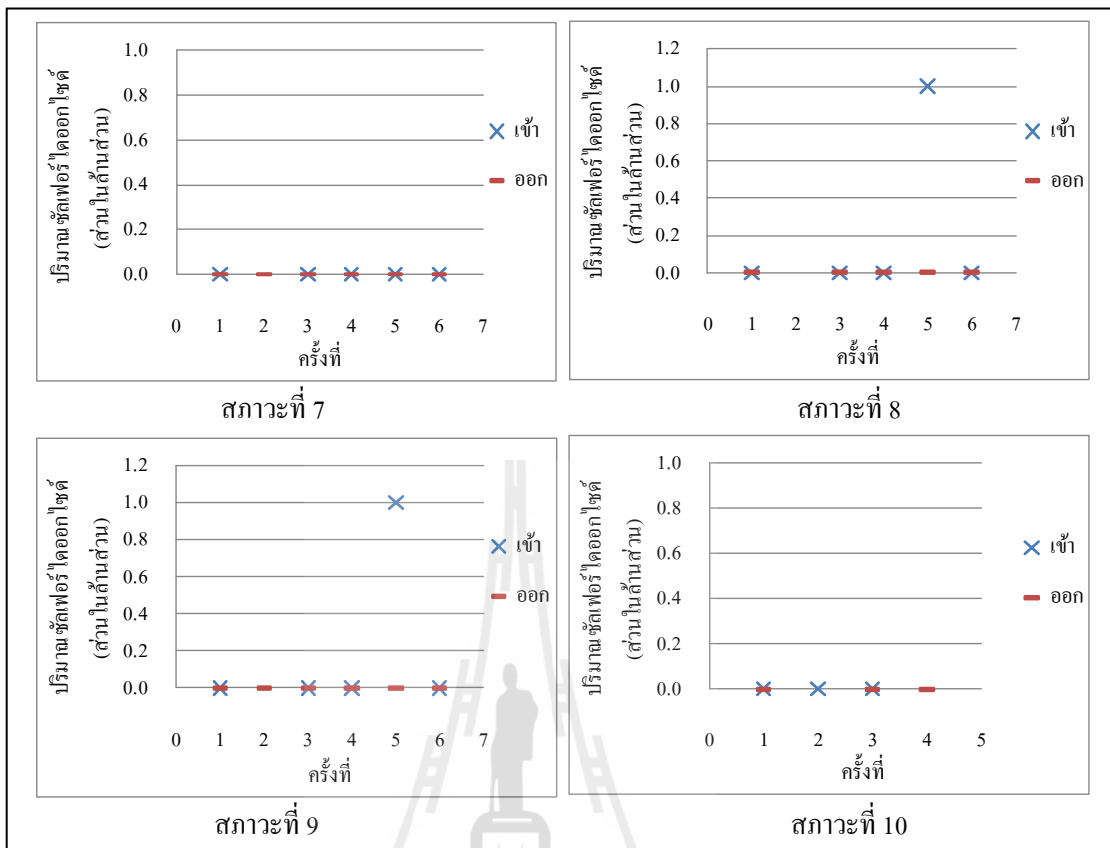 ปริมาณซัลเฟอร์ไดออกไซด์
(ส่วนในล้านส่วน)
1.0
0.8
0.6
0.4
0.2
0.0
0 1 2 3 4 5 6 7
ครั้งที่
เข้า
ออก
สภาวะที่ 7
ปริมาณซัลเฟอร์ไดออกไซด์
(ส่วนในล้านส่วน)
1.2
1.0
0.8
0.6
0.4
0.2
0.0
0 1 2 3 4 5 6 7
ครั้งที่
เข้า
ออก
สภาวะที่ 8
ปริมาณซัลเฟอร์ไดออกไซด์
(ส่วนในล้านส่วน)
1.2
1.0
0.8
0.6
0.4
0.2
0.0
0 1 2 3 4 5 6 7
ครั้งที่
เข้า
ออก
สภาวะที่ 9
ปริมาณซัลเฟอร์ไดออกไซด์
(ส่วนในล้านส่วน)
1.0
0.8
0.6
0.4
0.2
0.0
0 1 2 3 4 5
ครั้งที่
เข้า
ออก
สภาวะที่ 10